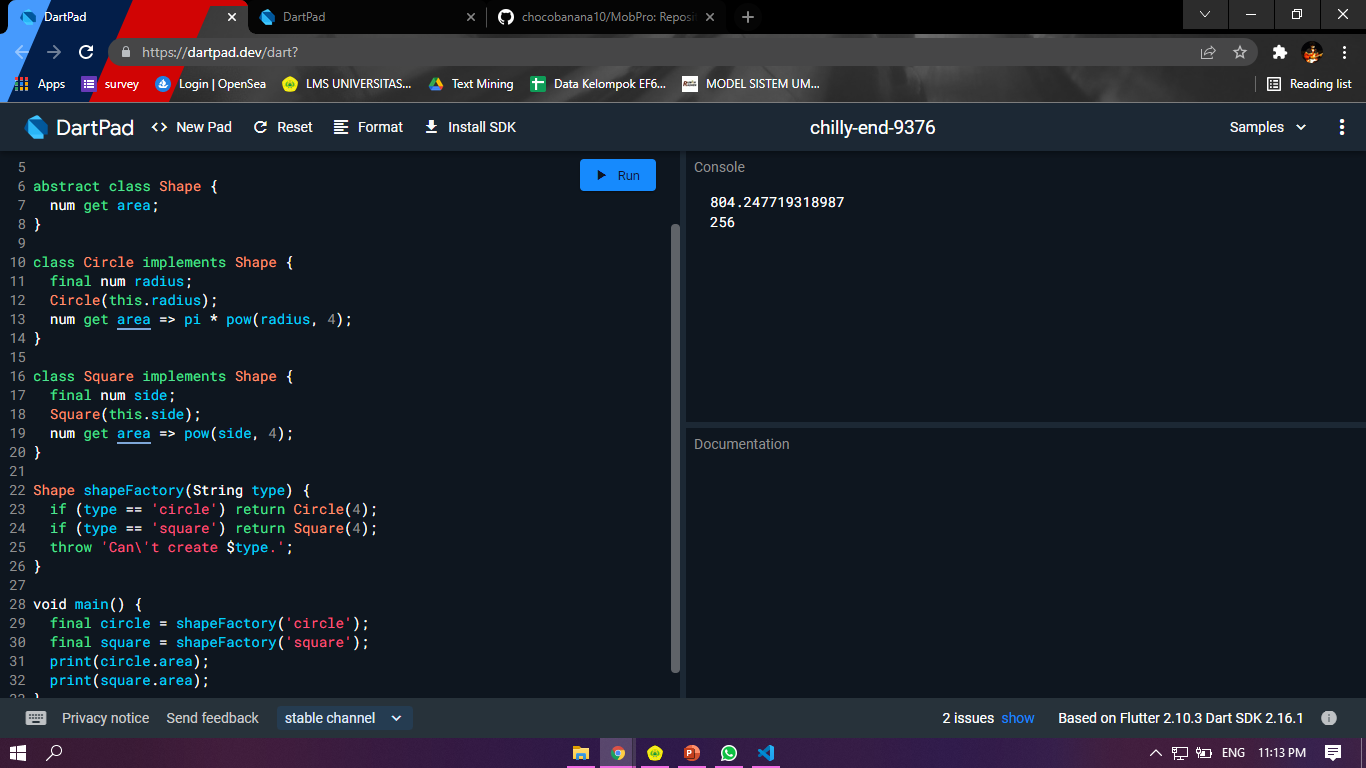 DartPad
DartPad
chocobanana10/MobPro: Reposi
https://dartpad.dev/dart?
Apps
survey
Login | OpenSea
LMS UNIVERSITAS...
Text Mining
Data Kelompok EF6...
MODEL SISTEM UM...
Reading list
DartPad
<> New Pad
Reset
Format
Install SDK
chilly-end-9376
Samples
Run
5
6 abstract class Shape {
7   num get area;
8 }
9
10 class Circle implements Shape {
11   final num radius;
12   Circle(this.radius);
13   num get area => pi * pow(radius, 4);
14 }
15
16 class Square implements Shape {
17   final num side;
18   Square(this.side);
19   num get area => pow(side, 4);
20 }
21
22 Shape shapeFactory(String type) {
23   if (type == 'circle') return Circle(4);
24   if (type == 'square') return Square(4);
25   throw 'Can\'t create $type.';
26 }
27
28 void main() {
29   final circle = shapeFactory('circle');
30   final square = shapeFactory('square');
31   print(circle.area);
32   print(square.area);
Console
804.247719318987
256
Documentation
Privacy notice
Send feedback
stable channel
2 issues show
Based on Flutter 2.10.3 Dart SDK 2.16.1
ENG
11:13 PM